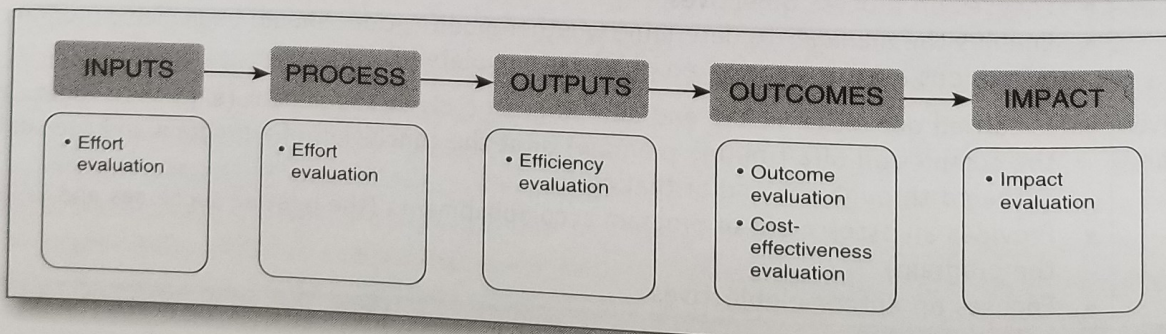 INPUTS
PROCESS
OUTPUTS
OUTCOMES
IMPACT
• Effort
evaluation
• Effort
evaluation
• Efficiency
evaluation
• Outcome
evaluation
• Cost-
effectiveness
evaluation
• Impact
evaluation